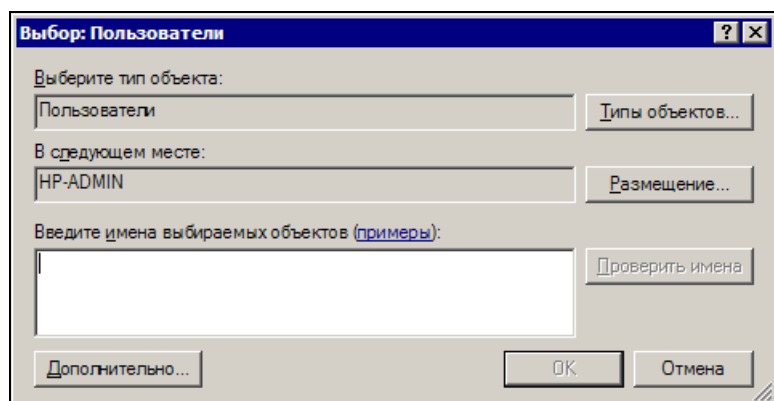 Выбор: Пользователи
Выберите тип объекта:
Пользователи
Типы объектов...
В следующем месте:
HP-ADMIN
Размещение...
Введите имена выбираемых объектов (примеры):
Проверить имена
Дополнительно...
OK
Отмена